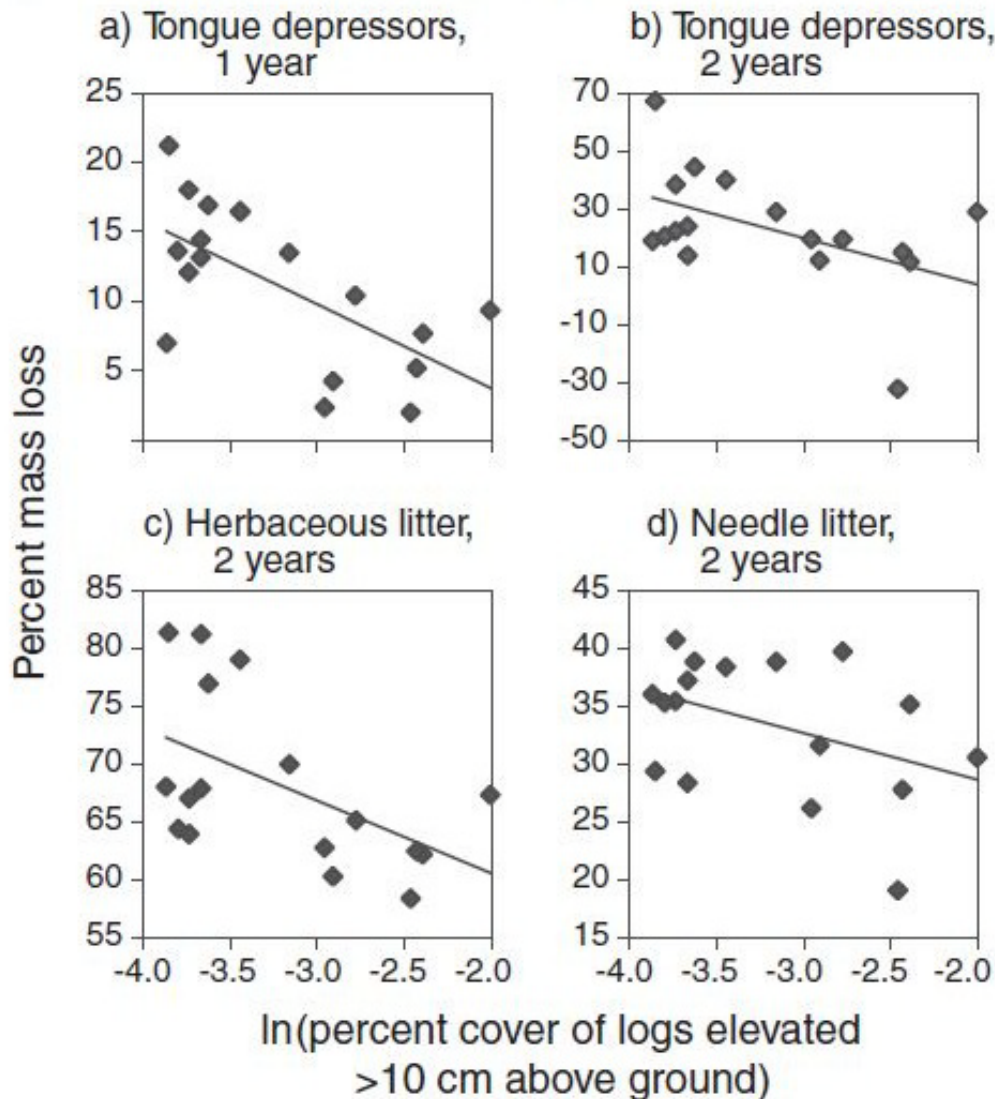 a) Tongue depressors,
1 year
b) Tongue depressors,
2 years
25
20
15
10
5
70
50
30
10
-10
-30
-50
Percent mass loss
c) Herbaceous litter,
2 years
d) Needle litter,
2 years
85
80
75
70
65
60
55
45
40
35
30
25
20
15
-4.0 -3.5 -3.0 -2.5 -2.0
-4.0 -3.5 -3.0 -2.5 -2.0
ln(percent cover of logs elevated
>10 cm above ground)